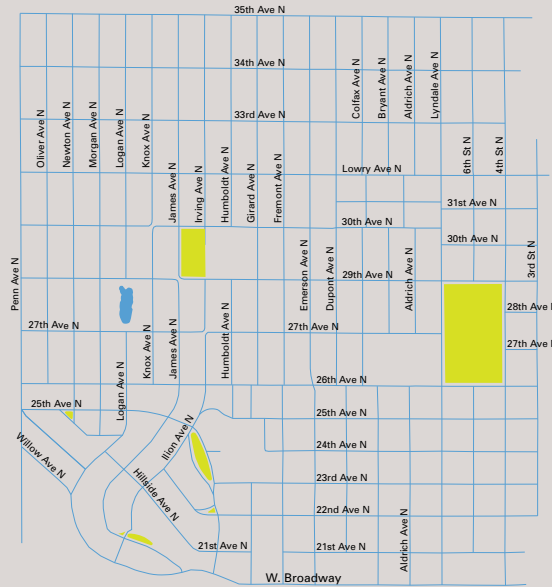 35th Ave N
34th Ave N
33rd Ave N
Oliver Ave N
Newton Ave N
Morgan Ave N
Logan Ave N
Knox Ave N
James Ave N
Irving Ave N
Humboldt Ave N
Girard Ave N
Fremont Ave N
Colfax Ave N
Bryant Ave N
Aldrich Ave N
Lyndale Ave N
6th St N
4th St N
Lowry Ave N
31st Ave N
30th Ave N
30th Ave N
Penn Ave N
Emerson Ave N
Dupont Ave N
Aldrich Ave N
3rd St N
29th Ave N
28th Ave N
27th Ave N
27th Ave N
27th Ave N
Knox Ave N
James Ave N
Humboldt Ave N
Logan Ave N
26th Ave N
25th Ave N
25th Ave N
Willow Ave N
Ilion Ave N
24th Ave N
Hillside Ave N
23rd Ave N
22nd Ave N
Aldrich Ave N
21st Ave N
21st Ave N
W. Broadway